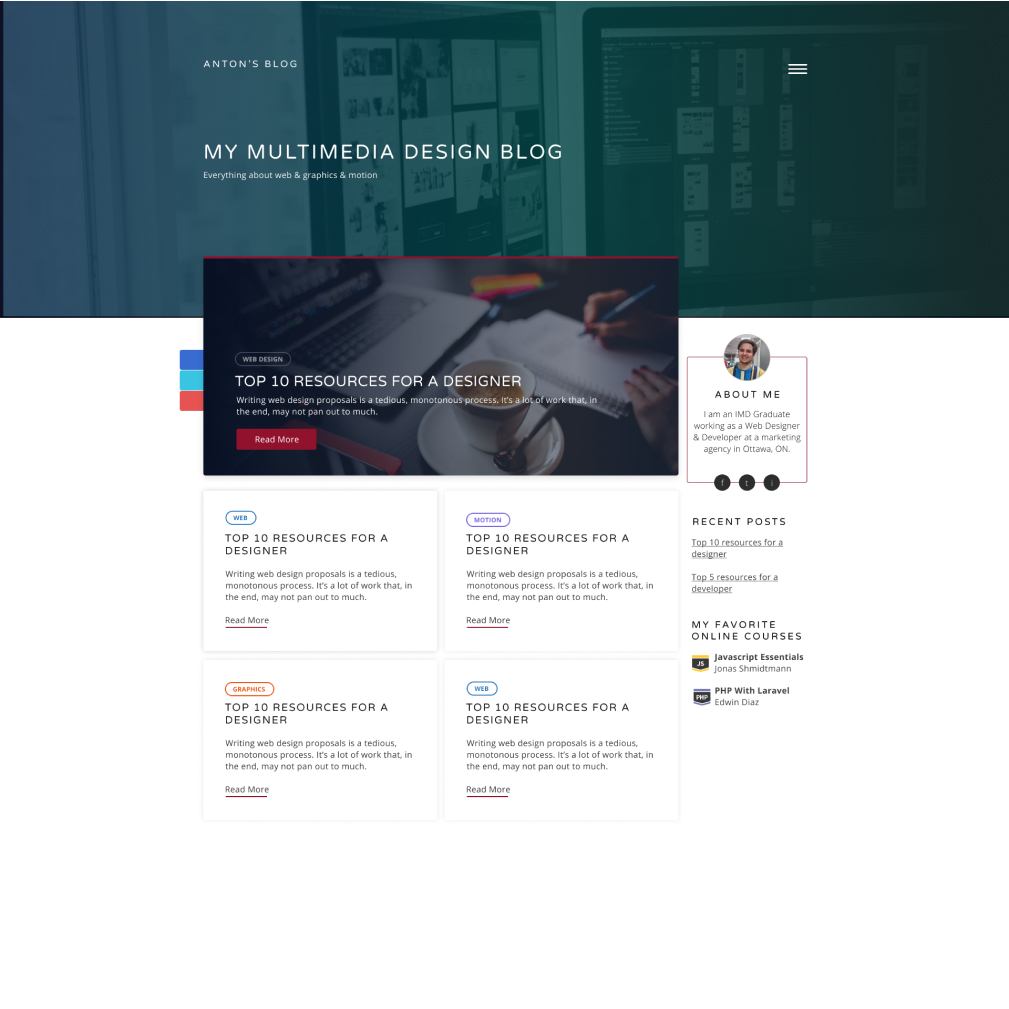 ANTON'S BLOG
MY MULTIMEDIA DESIGN BLOG
Everything about web & graphics & motion
WEB DESIGN
TOP 10 RESOURCES FOR A DESIGNER
Writing web design proposals is a tedious, monotonous process. It's a lot of work that, in
the end, may not pan out to much.
Read More
WEB
TOP 10 RESOURCES FOR A
DESIGNER
Writing web design proposals is a tedious,
monotonous process. It's a lot of work that, in
the end, may not pan out to much.
Read More
MOTION
TOP 10 RESOURCES FOR A
DESIGNER
Writing web design proposals is a tedious,
monotonous process. It's a lot of work that, in
the end, may not pan out to much.
Read More
GRAPHICS
TOP 10 RESOURCES FOR A
DESIGNER
Writing web design proposals is a tedious,
monotonous process. It's a lot of work that, in
the end, may not pan out to much.
Read More
WEB
TOP 10 RESOURCES FOR A
DESIGNER
Writing web design proposals is a tedious,
monotonous process. It's a lot of work that, in
the end, may not pan out to much.
Read More
ABOUT ME
I am an IMD Graduate
working as a Web Designer
& Developer at a marketing
agency in Ottawa, ON.
f t i
RECENT POSTS
Top 10 resources for a
designer
Top 5 resources for a
developer
MY FAVORITE
ONLINE COURSES
JS
Javascript Essentials
Jonas Shmidtmann
PHP
PHP With Laravel
Edwin Diaz